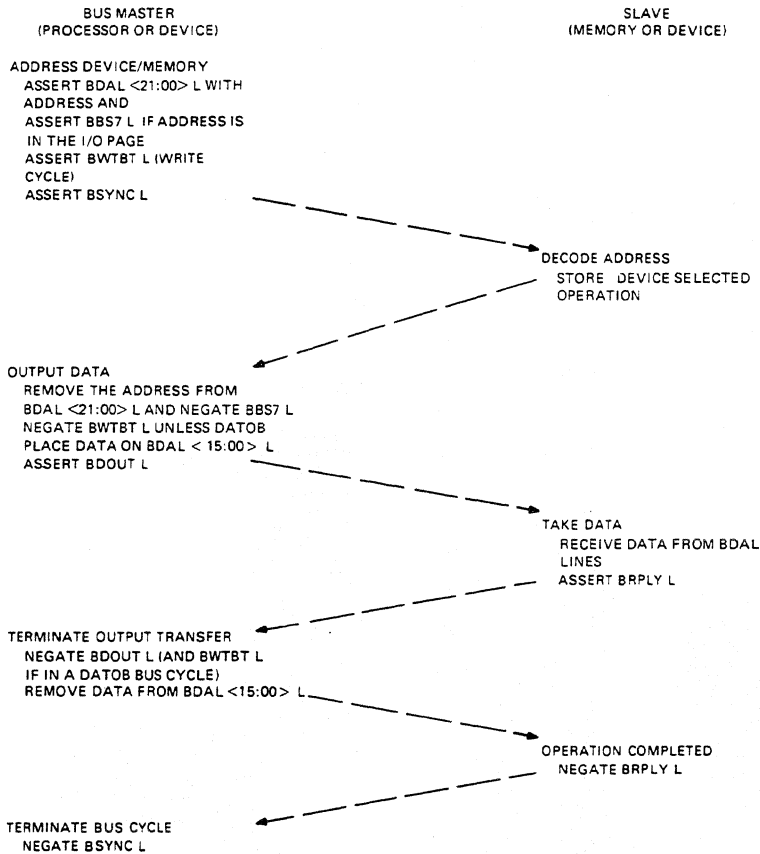 BUS MASTER
(PROCESSOR OR DEVICE)
SLAVE
(MEMORY OR DEVICE)
ADDRESS DEVICE/MEMORY
ASSERT BDAL <21:00> L WITH
ADDRESS AND
ASSERT BBS7 L IF ADDRESS IS
IN THE I/O PAGE
ASSERT BWTBT L (WRITE
CYCLE)
ASSERT BSYNC L
DECODE ADDRESS
STORE DEVICE SELECTED
OPERATION
OUTPUT DATA
REMOVE THE ADDRESS FROM
BDAL <21:00> L AND NEGATE BBS7 L
NEGATE BWTBT L UNLESS DATOB
PLACE DATA ON BDAL < 15:00> L
ASSERT BDOUT L
TAKE DATA
RECEIVE DATA FROM BDAL
LINES
ASSERT BRPLY L
TERMINATE OUTPUT TRANSFER
NEGATE BDOUT L (AND BWTBT L
IF IN A DATOB BUS CYCLE)
REMOVE DATA FROM BDAL <15:00> L
OPERATION COMPLETED
NEGATE BRPLY L
TERMINATE BUS CYCLE
NEGATE BSYNC L